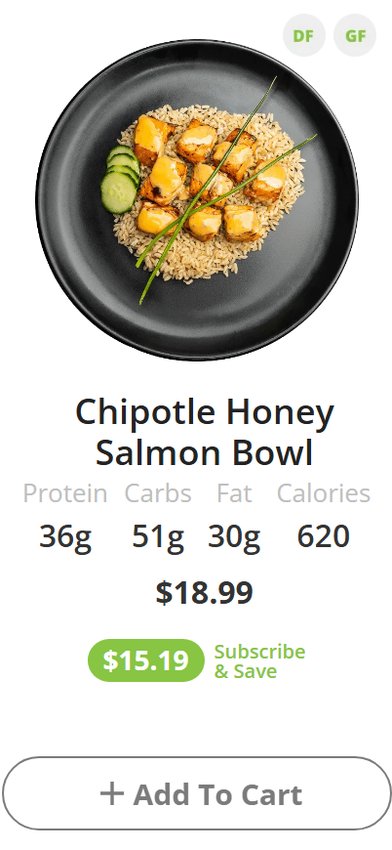 DF GF
Chipotle Honey
Salmon Bowl
Protein Carbs Fat Calories
36g 51g 30g 620
$18.99
$15.19 Subscribe
& Save
+ Add To Cart